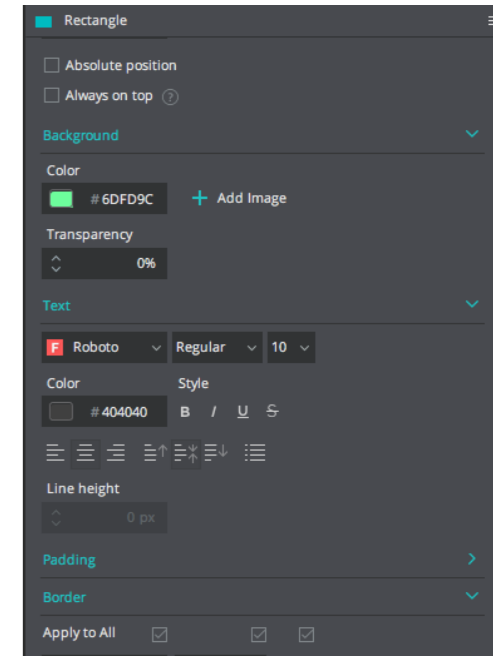 Rectangle
Absolute position
Always on top ?
Background
Color
# 6DFD9C + Add Image
Transparency
0%
Text
F Roboto Regular 10
Color Style
# 404040 B I U S
Line height
0 px
Padding
Border
Apply to All